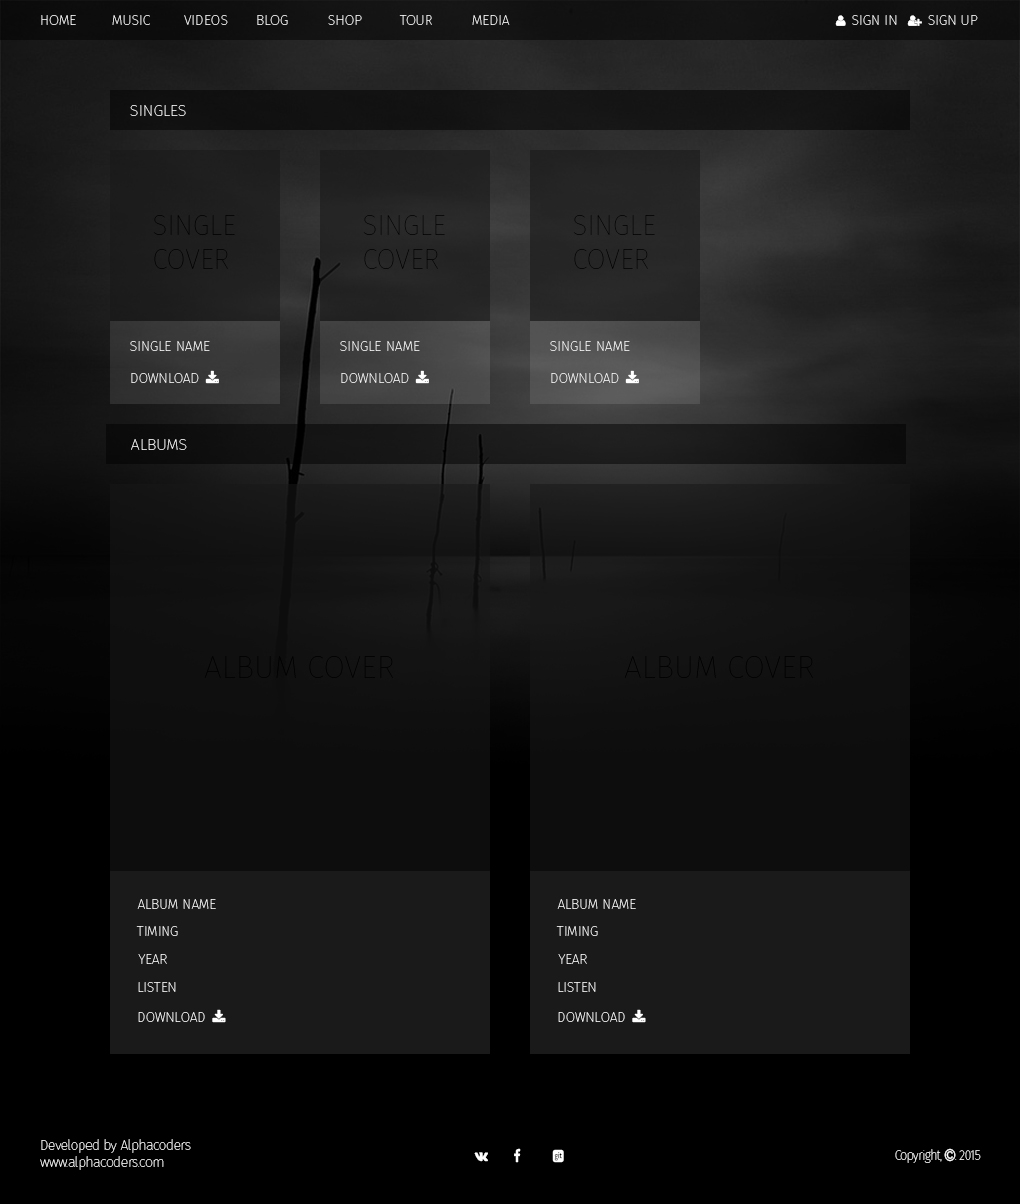 HOME MUSIC VIDEOS BLOG SHOP TOUR MEDIA SIGN IN SIGN UP
SINGLES
SINGLE
COVER
SINGLE NAME
DOWNLOAD
SINGLE
COVER
SINGLE NAME
DOWNLOAD
SINGLE
COVER
SINGLE NAME
DOWNLOAD
ALBUMS
ALBUM COVER
ALBUM NAME
TIMING
YEAR
LISTEN
DOWNLOAD
ALBUM COVER
ALBUM NAME
TIMING
YEAR
LISTEN
DOWNLOAD
Developed by Alphacoders
www.alphacoders.com
git
Copyright, © 2015